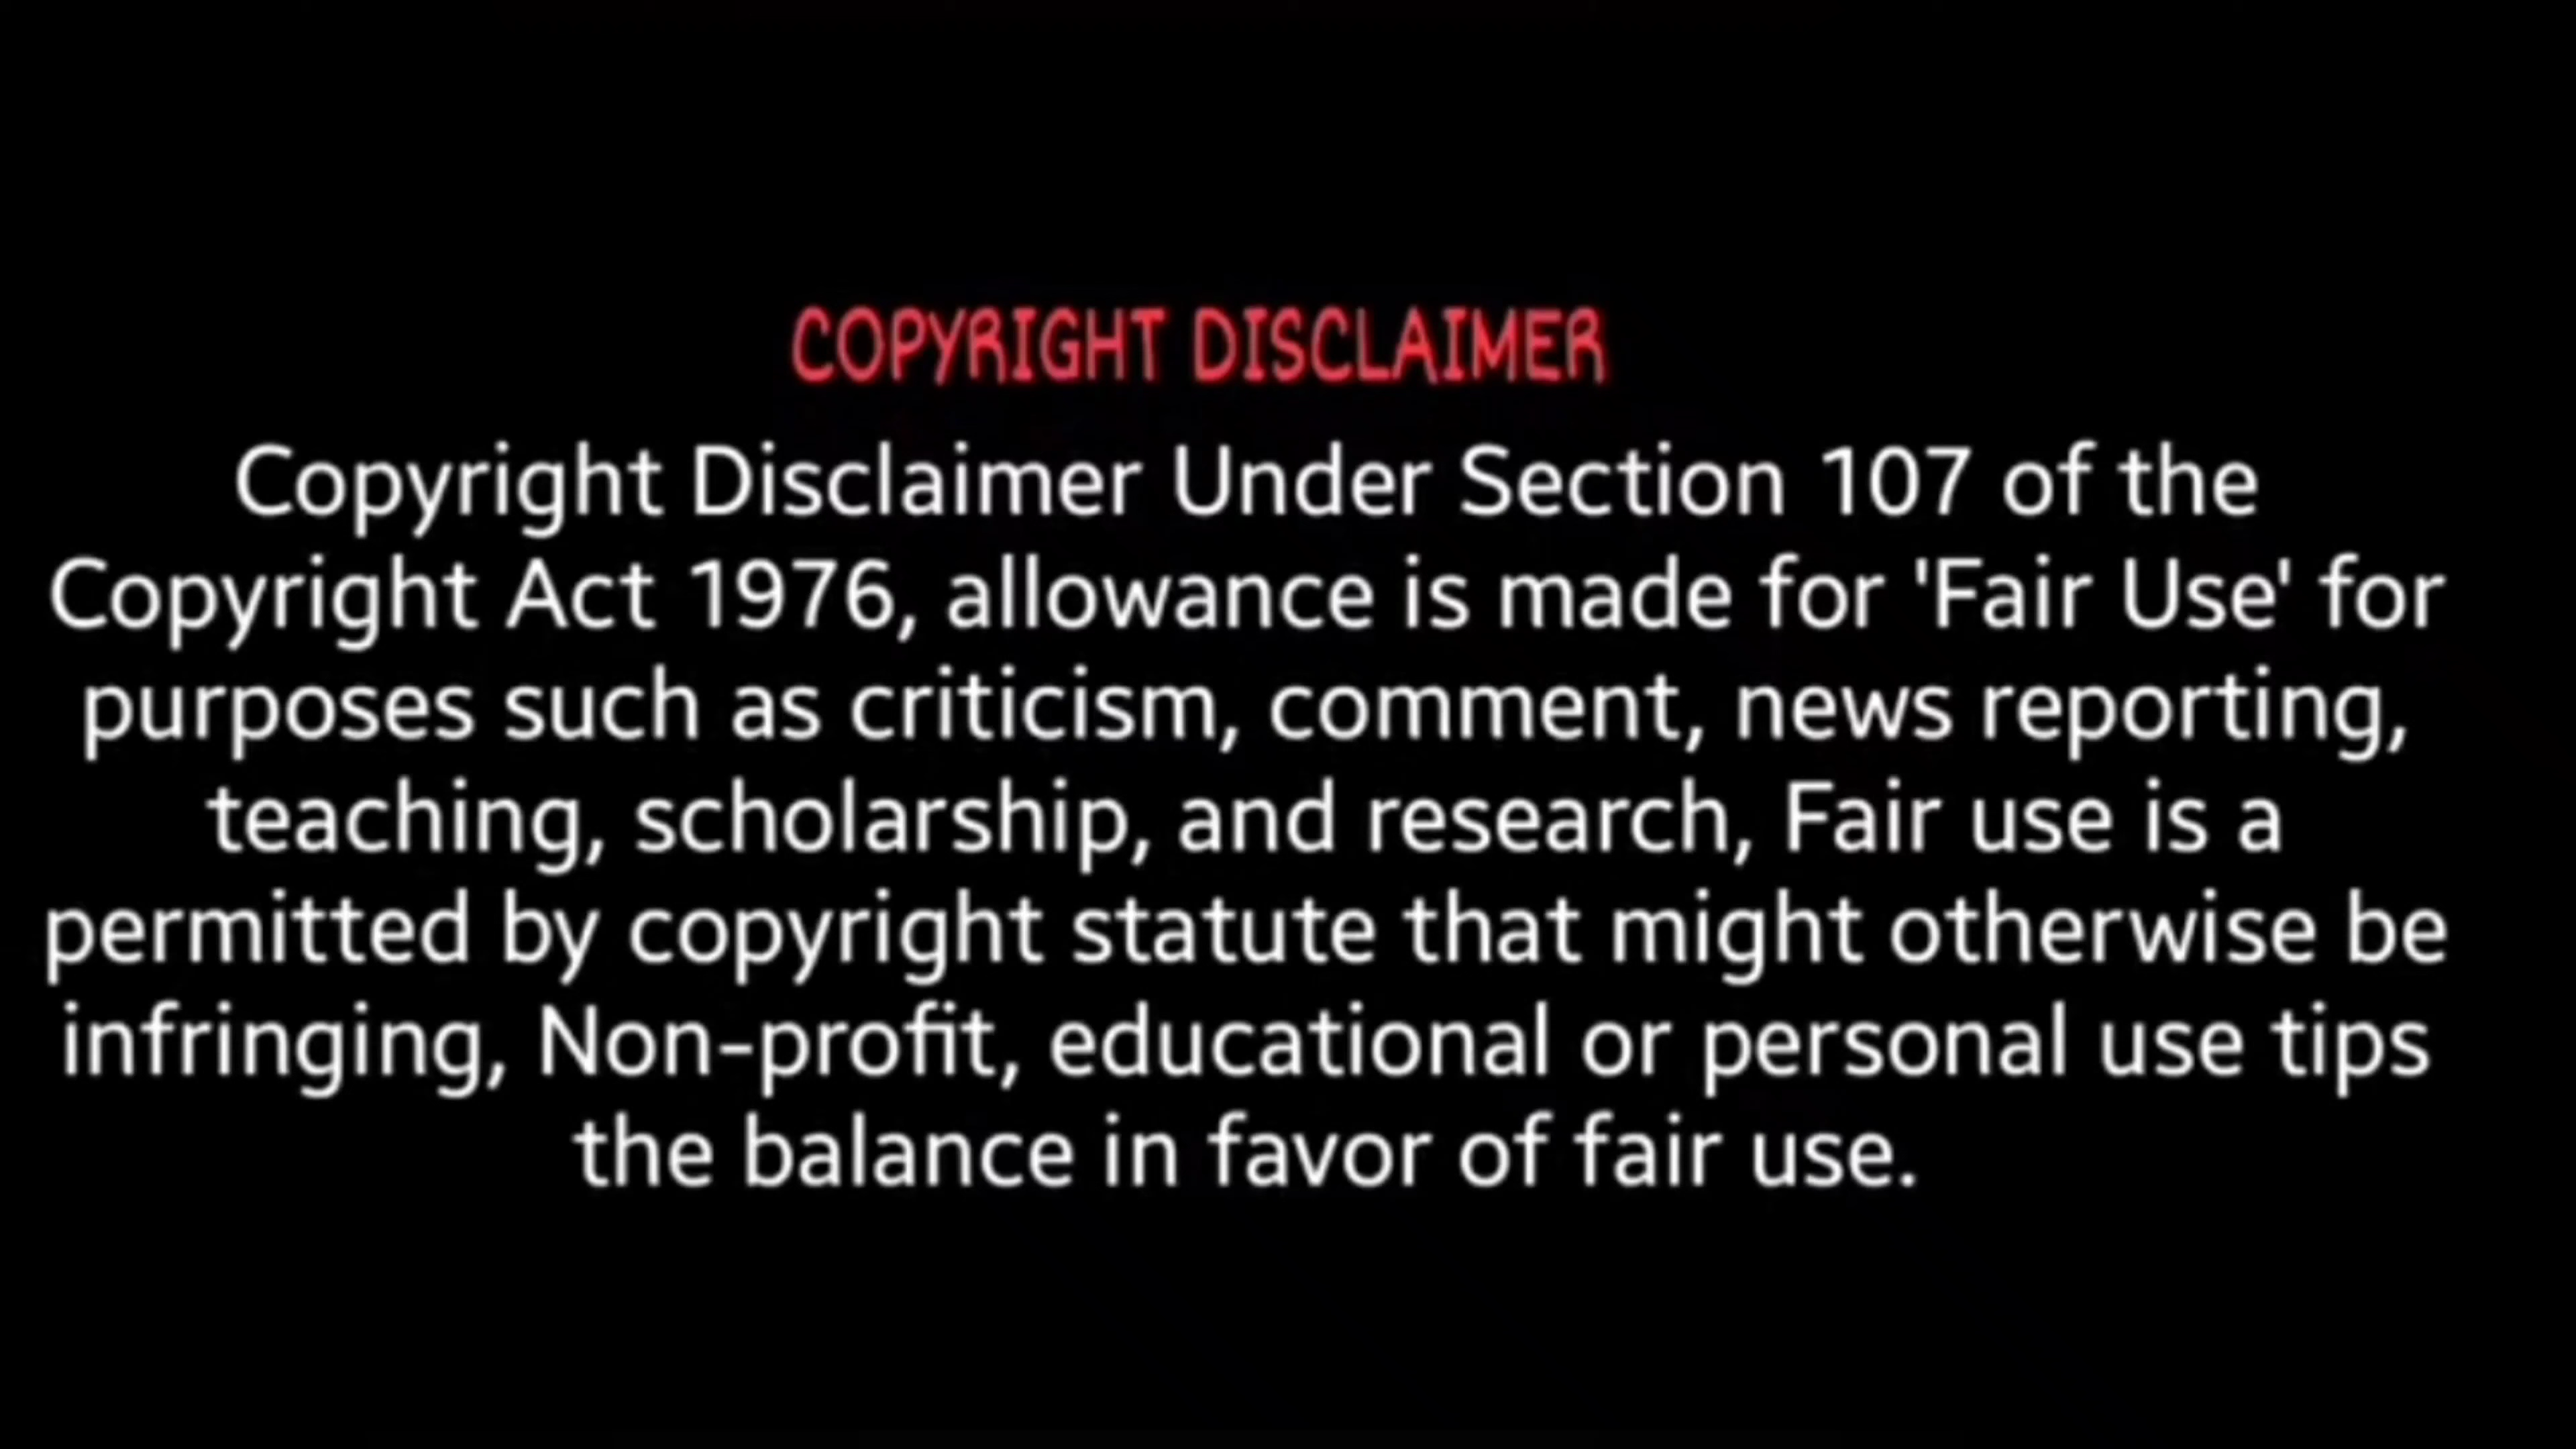 COPYRIGHT DISCLAIMER
Copyright Disclaimer Under Section 107 of the
Copyright Act 1976, allowance is made for 'Fair Use' for
purposes such as criticism, comment, news reporting,
teaching, scholarship, and research, Fair use is a
permitted by copyright statute that might otherwise be
infringing, Non-profit, educational or personal use tips
the balance in favor of fair use.